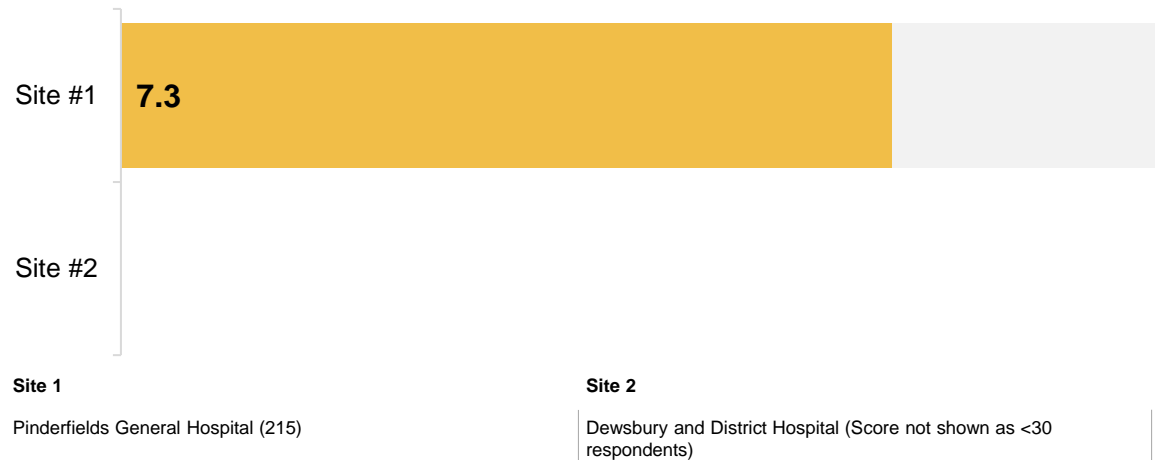 Site #1
7.3
Site #2
Site 1
Site 2
Pinderfields General Hospital (215)
Dewsbury and District Hospital (Score not shown as <30
respondents)